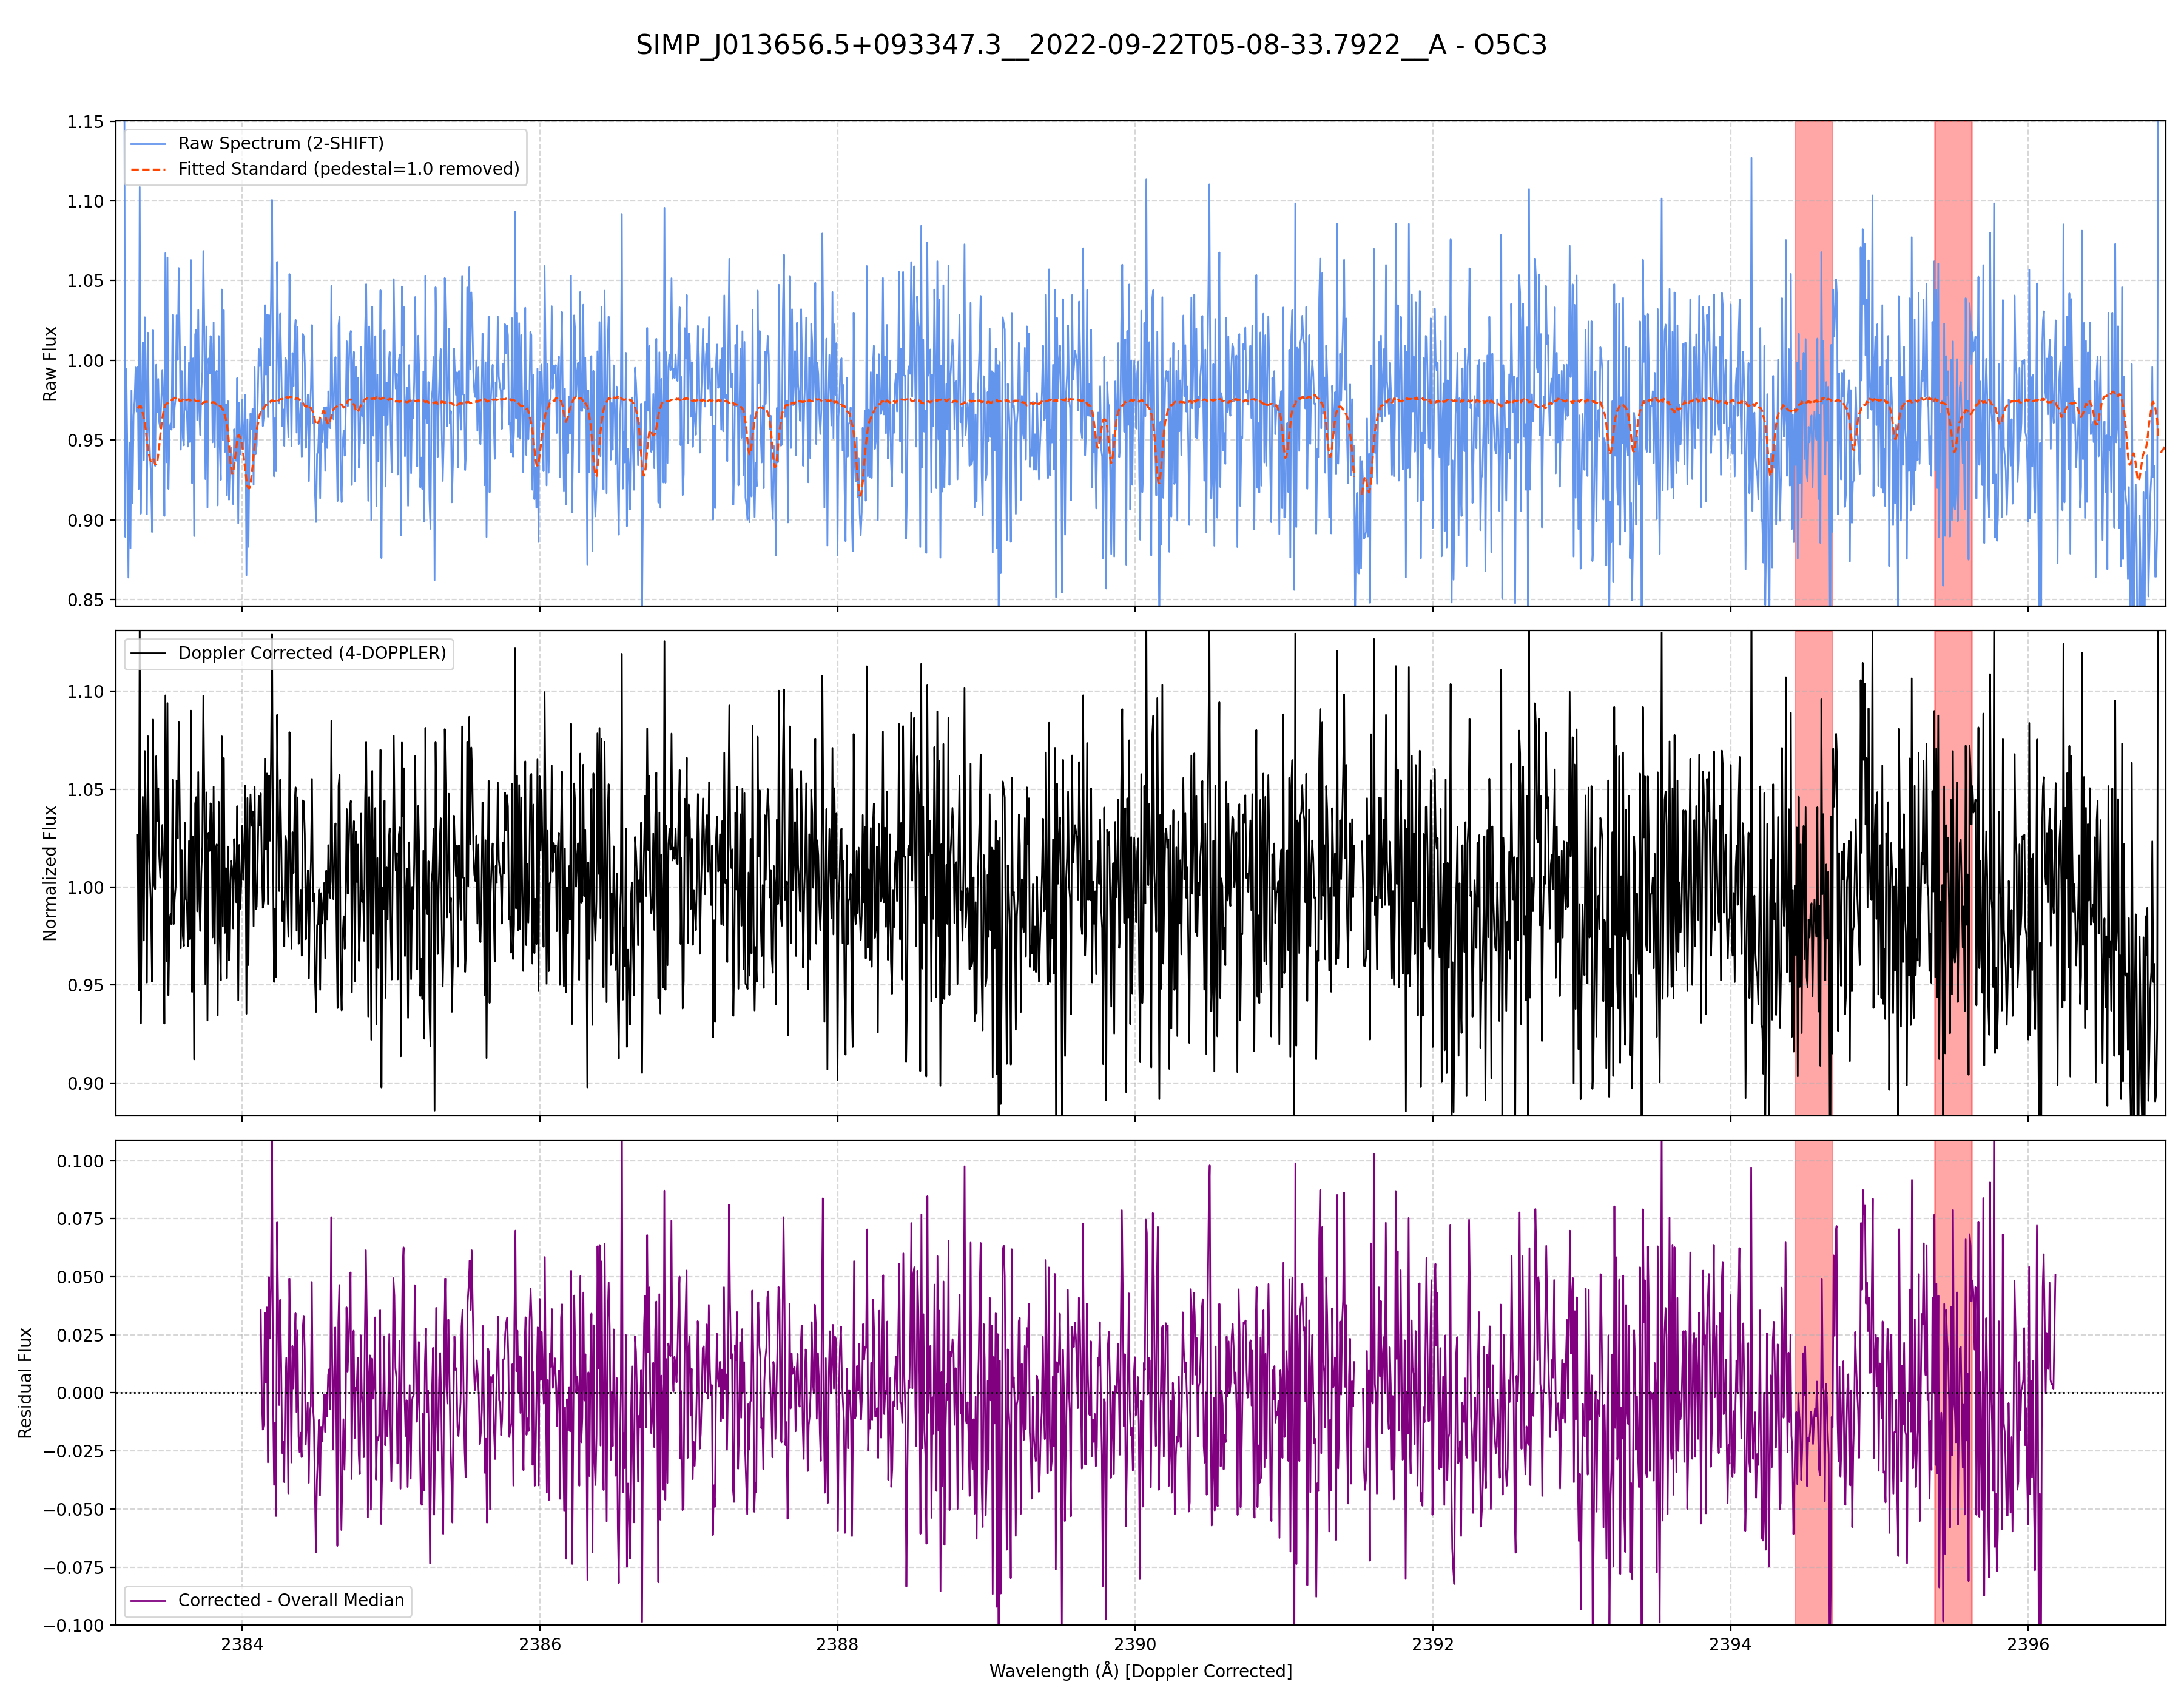 SIMP_J013656.5+093347.3__2022-09-22T05-08-33.7922__A - O5C3
1.15
1.10
1.05
1.00
0.95
0.90
0.85
Raw Flux
Raw Spectrum (2-SHIFT)
Fitted Standard (pedestal=1.0 removed)
1.10
1.05
1.00
0.95
0.90
Normalized Flux
Doppler Corrected (4-DOPPLER)
0.100
0.075
0.050
0.025
0.000
−0.025
−0.050
−0.075
−0.100
Residual Flux
Corrected - Overall Median
2384 2386 2388 2390 2392 2394 2396
Wavelength (Å) [Doppler Corrected]